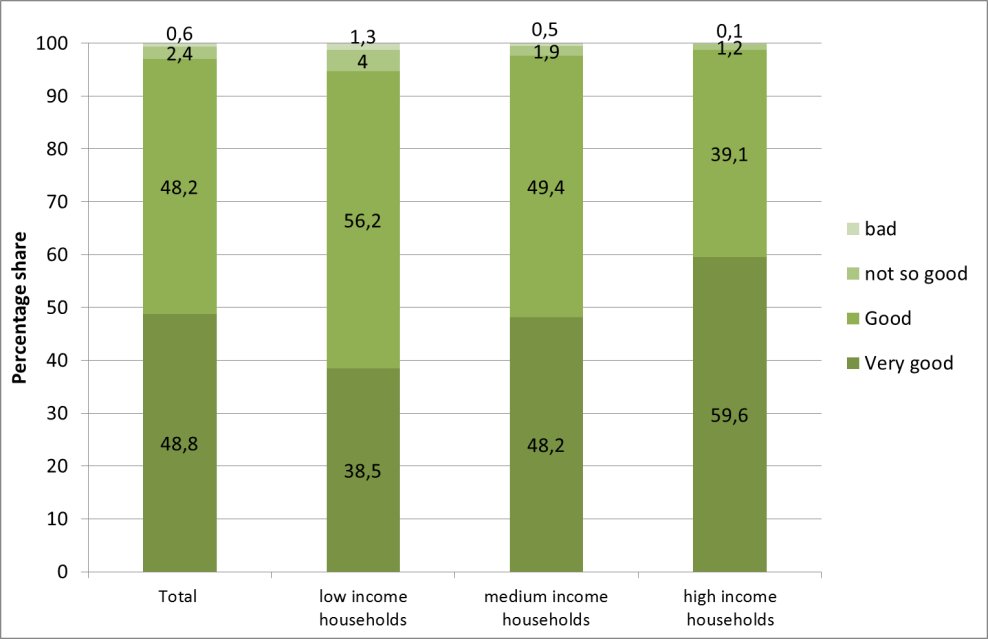 0,6
1,3
0,5
0,1
100
2,4
4
1,9
1,2
90
80
39,1
70
48,2
56,2
49,4
60
50
40
30
20
48,8
38,5
48,2
59,6
10
0
Percentage share
bad
not so good
Good
Very good
Total
low income
households
medium income
households
high income
households